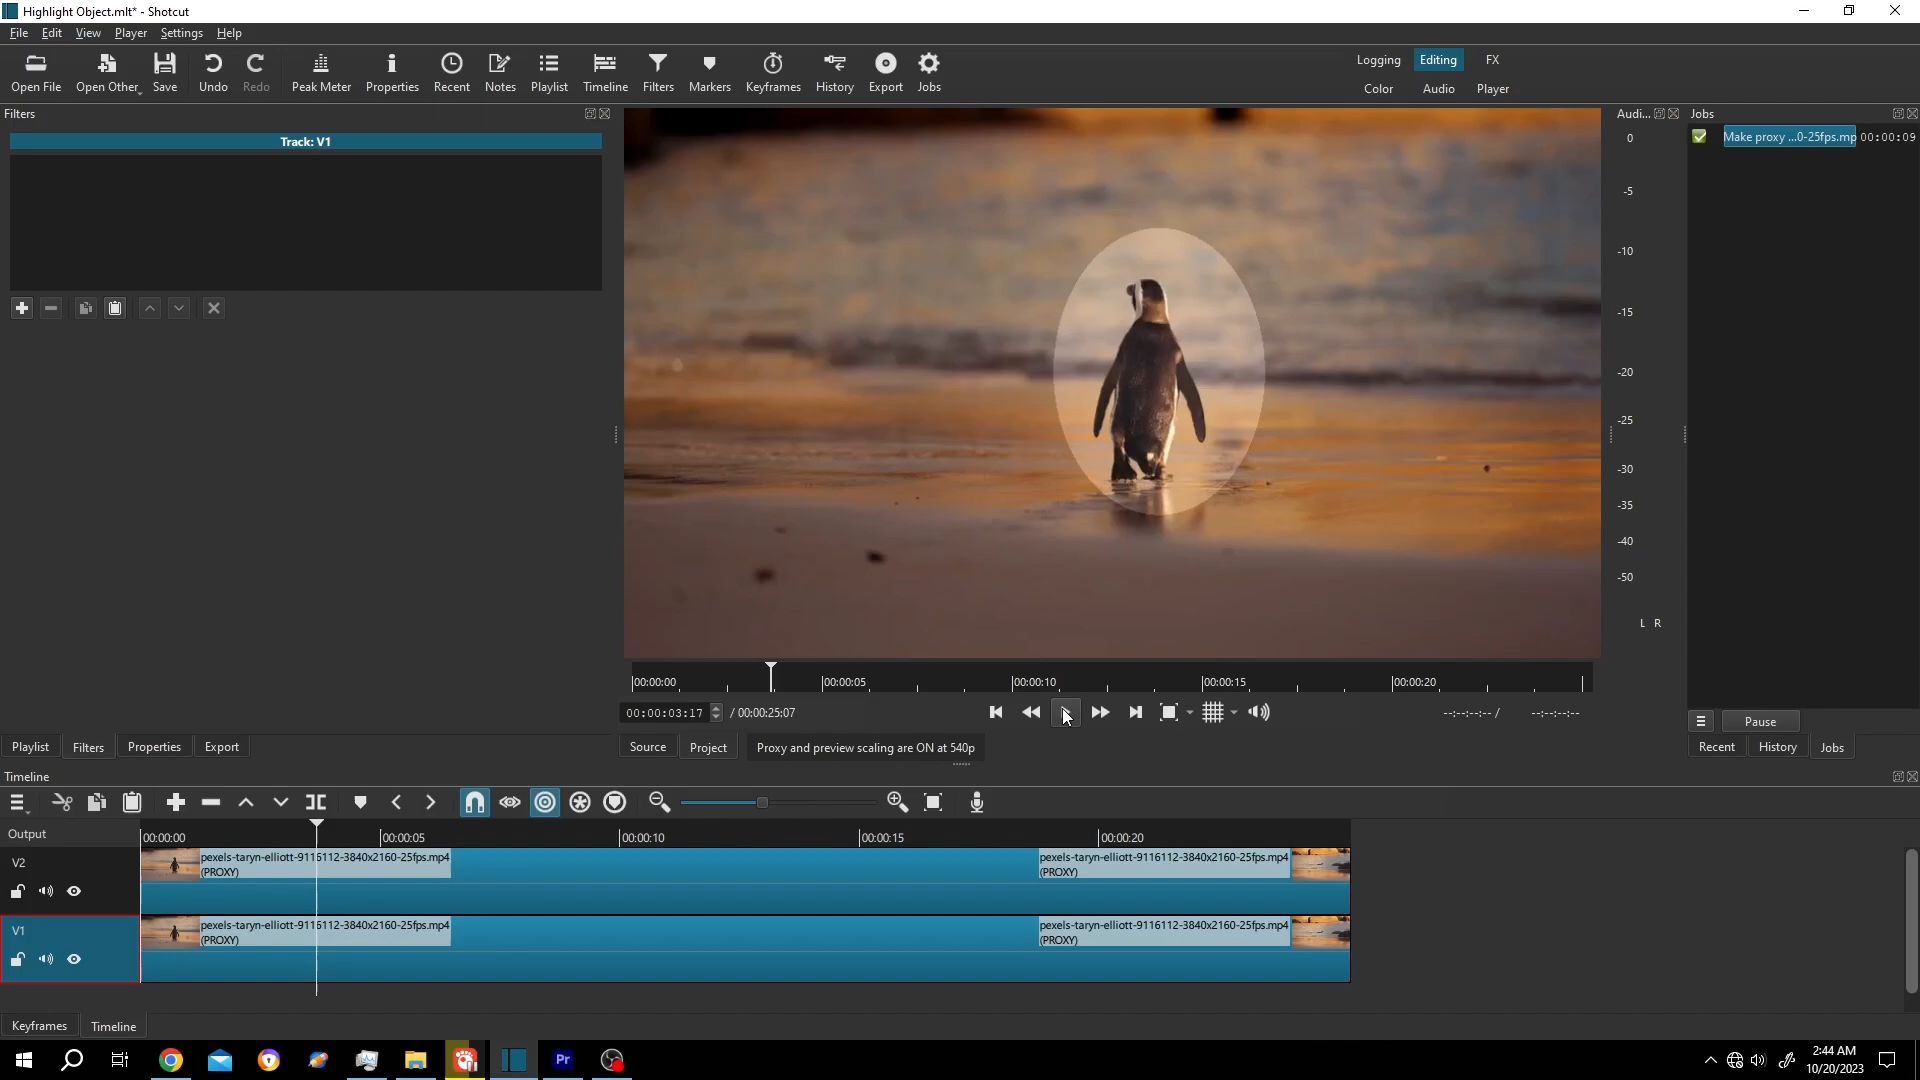 Highlight Object.mlt* - Shotcut
File Edit View Player Settings Help
Open File Open Other Save Undo Redo Peak Meter Properties Recent Notes Playlist Timeline Filters Markers Keyframes History Export Jobs
Logging Editing FX
Color Audio Player
Filters
Track: V1
Audi...
0
-5
-10
-15
-20
-25
-30
-35
-40
-50
L R
Jobs
Make proxy ...0-25fps.mp 00:00:09
Pause
Recent History Jobs
00:00:00 00:00:05 00:00:10 00:00:15 00:00:20
00:00:03:17 / 00:00:25:07
--:--:--:-- / --:--:--:--
Playlist Filters Properties Export
Source Project Proxy and preview scaling are ON at 540p
Timeline
Output
00:00:00 00:00:05 00:00:10 00:00:15 00:00:20
V2
pexels-taryn-elliott-9116112-3840x2160-25fps.mp4
(PROXY)
pexels-taryn-elliott-9116112-3840x2160-25fps.mp4
(PROXY)
V1
pexels-taryn-elliott-9116112-3840x2160-25fps.mp4
(PROXY)
pexels-taryn-elliott-9116112-3840x2160-25fps.mp4
(PROXY)
Keyframes Timeline
Pr
2:44 AM
10/20/2023